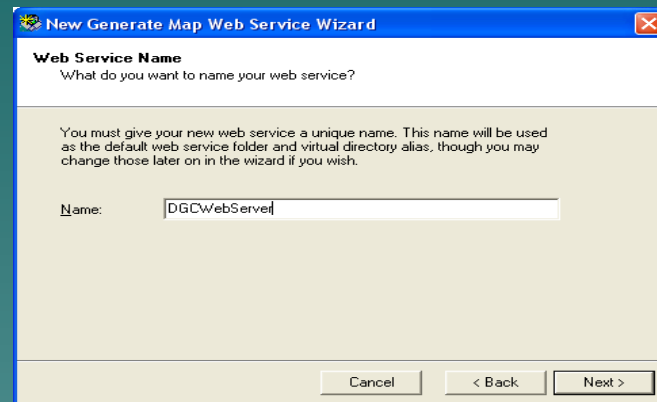 New Generate Map Web Service Wizard
Web Service Name
What do you want to name your web service?
You must give your new web service a unique name. This name will be used
as the default web service folder and virtual directory alias, though you may
change those later on in the wizard if you wish.
Name: DGCWebServer
Cancel < Back Next >